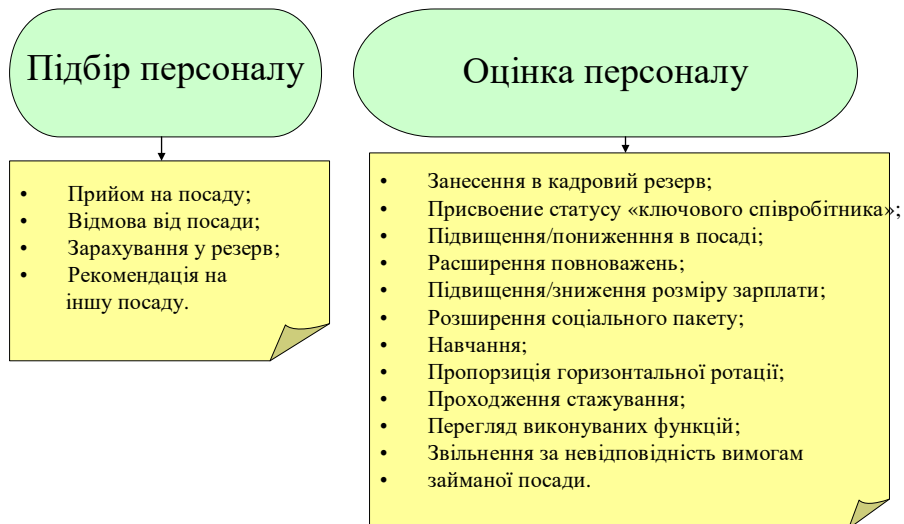 Підбір персоналу
• Прийом на посаду;
• Відмова від посади;
• Зарахування у резерв;
• Рекомендація на
іншу посаду.
Оцінка персоналу
• Занесення в кадровий резерв;
• Присвоение статусу «ключового співробітника»;
• Підвищення/пониженння в посаді;
• Расширення повноважень;
• Підвищення/зниження розміру зарплати;
• Розширення соціального пакету;
• Навчання;
• Пропорзиція горизонтальної ротації;
• Проходження стажування;
• Перегляд виконуваних функцій;
• Звільнення за невідповідність вимогам
• займаної посади.